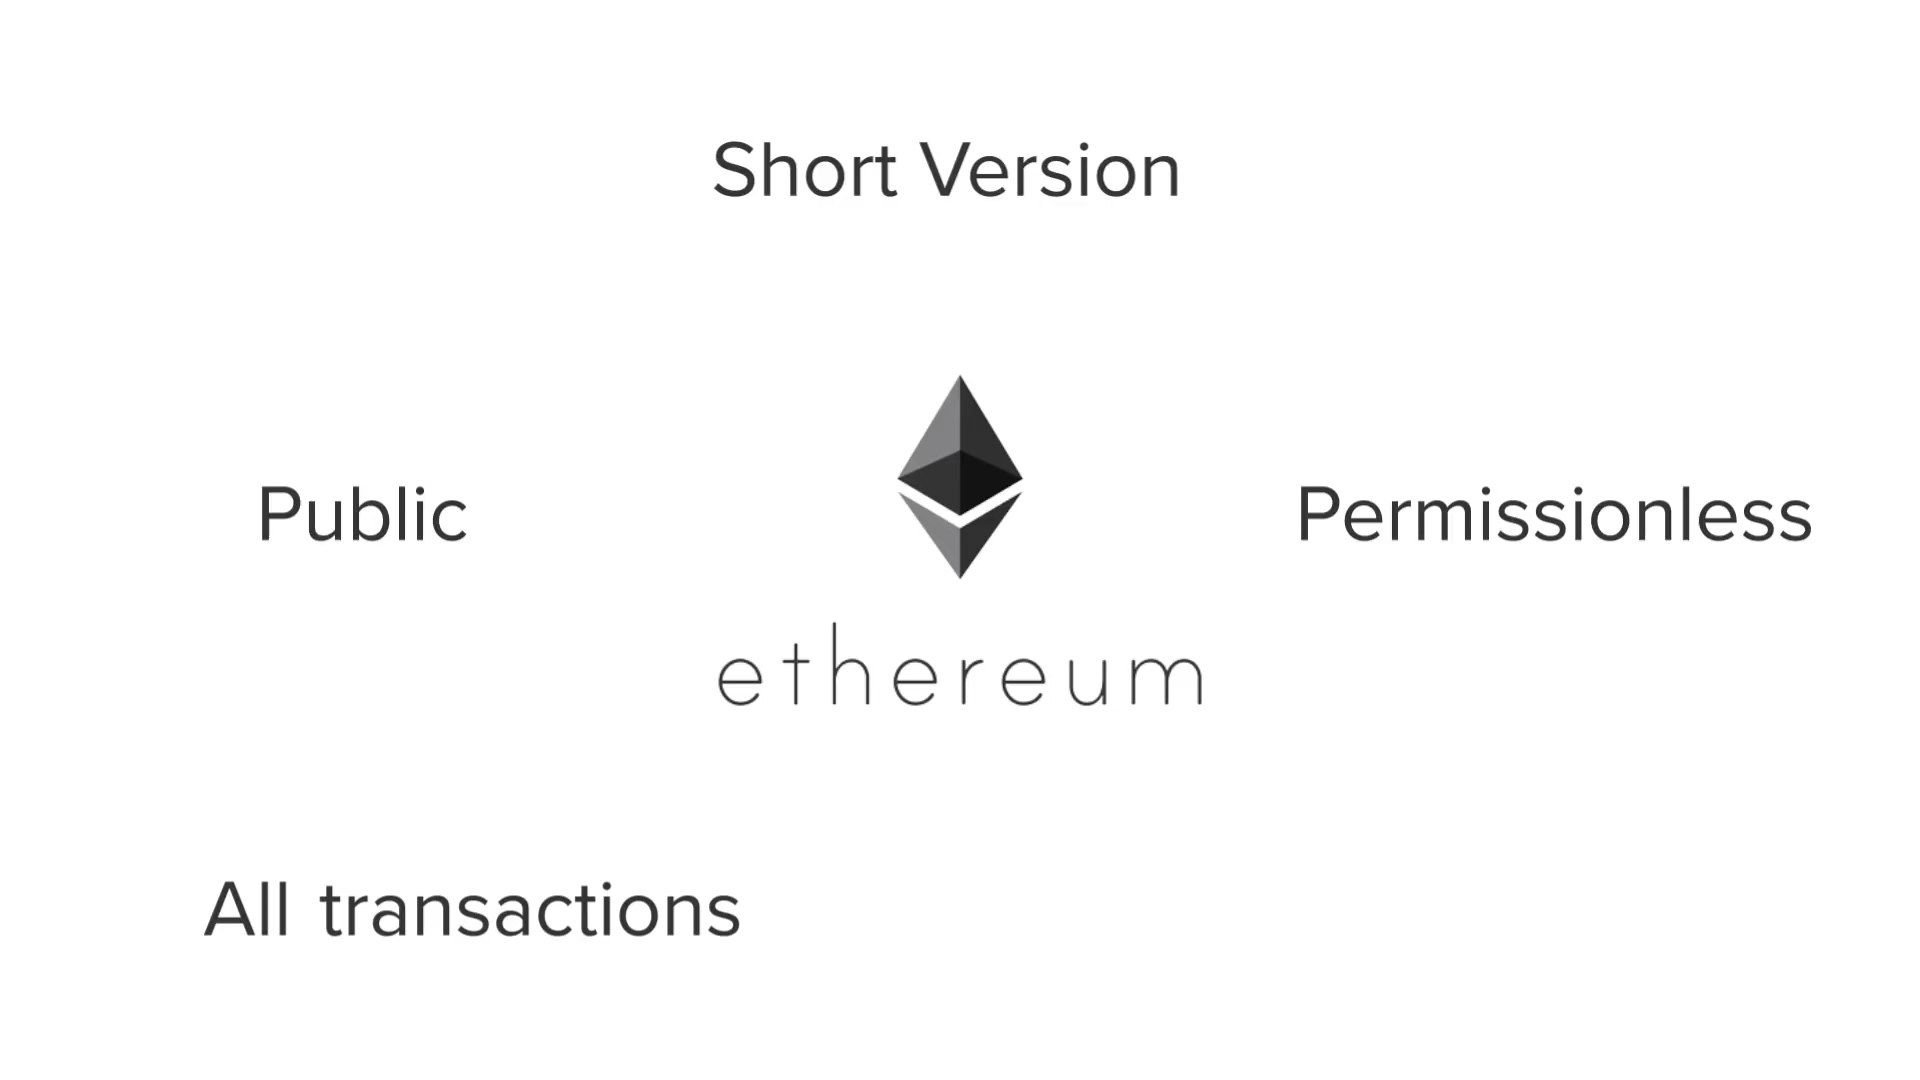 Short Version
Public
Permissionless
ethereum
All transactions